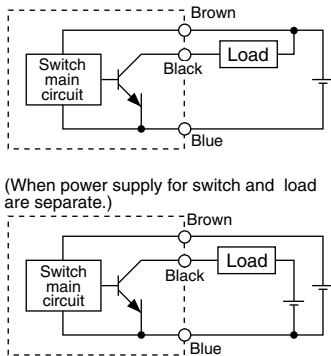 Brown
Load
Black
Switch
main
circuit
Blue
(When power supply for switch and load
are separate.)
Brown
Load
Black
Switch
main
circuit
Blue